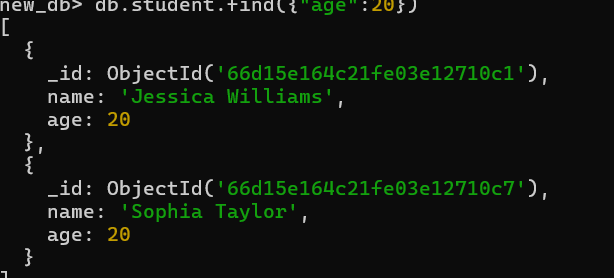 new_db> db.student.find({"age":20})
[
  {
    _id: ObjectId('66d15e164c21fe03e12710c1'),
    name: 'Jessica Williams',
    age: 20
  },
  {
    _id: ObjectId('66d15e164c21fe03e12710c7'),
    name: 'Sophia Taylor',
    age: 20
  }
]